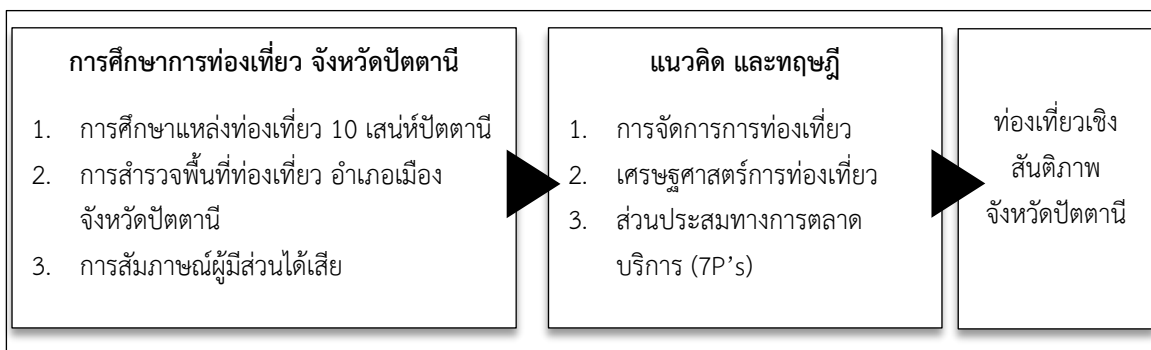 การศึกษาการท่องเที่ยว จังหวัดปัตตานี
1. การศึกษาแหล่งท่องเที่ยว 10 เสน่ห์ปัตตานี
2. การสำรวจพื้นที่ท่องเที่ยว อำเภอเมือง
จังหวัดปัตตานี
3. การสัมภาษณ์ผู้มีส่วนได้เสีย
แนวคิด และทฤษฎี
1. การจัดการการท่องเที่ยว
2. เศรษฐศาสตร์การท่องเที่ยว
3. ส่วนประสมทางการตลาด
บริการ (7P’s)
ท่องเที่ยวเชิง
สันติภาพ
จังหวัดปัตตานี